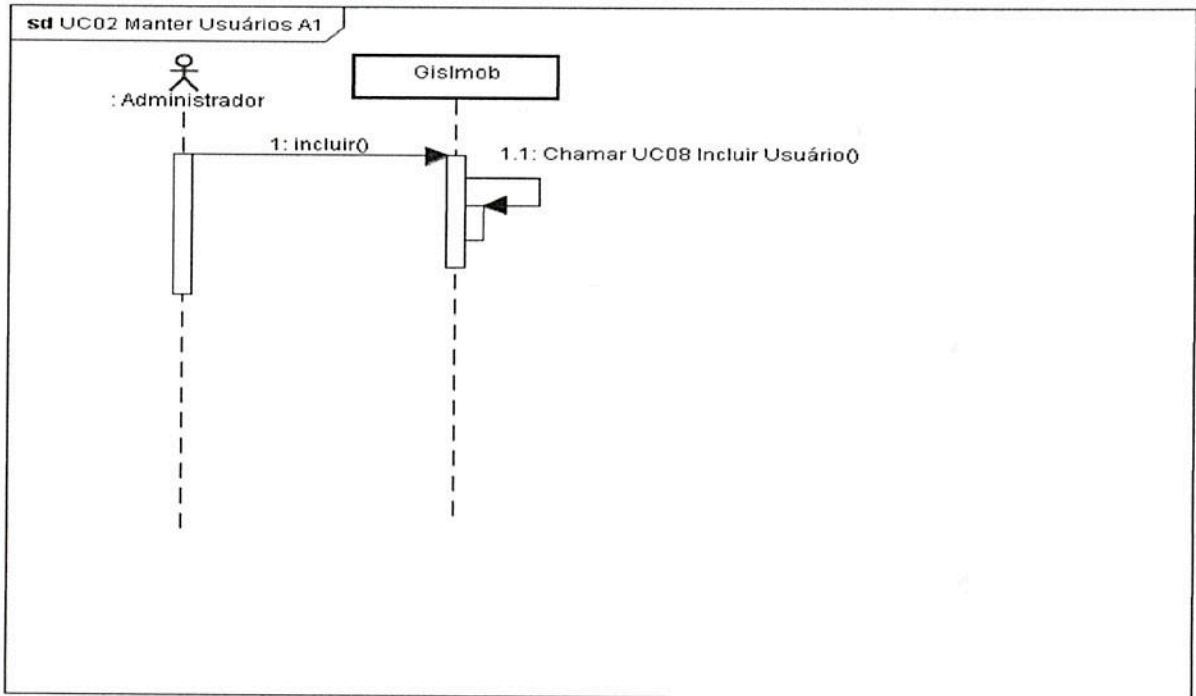 sd UC02 Manter Usuários A1
GisImob
: Administrador
1: incluir()
1.1: Chamar UC08 Incluir Usuário()